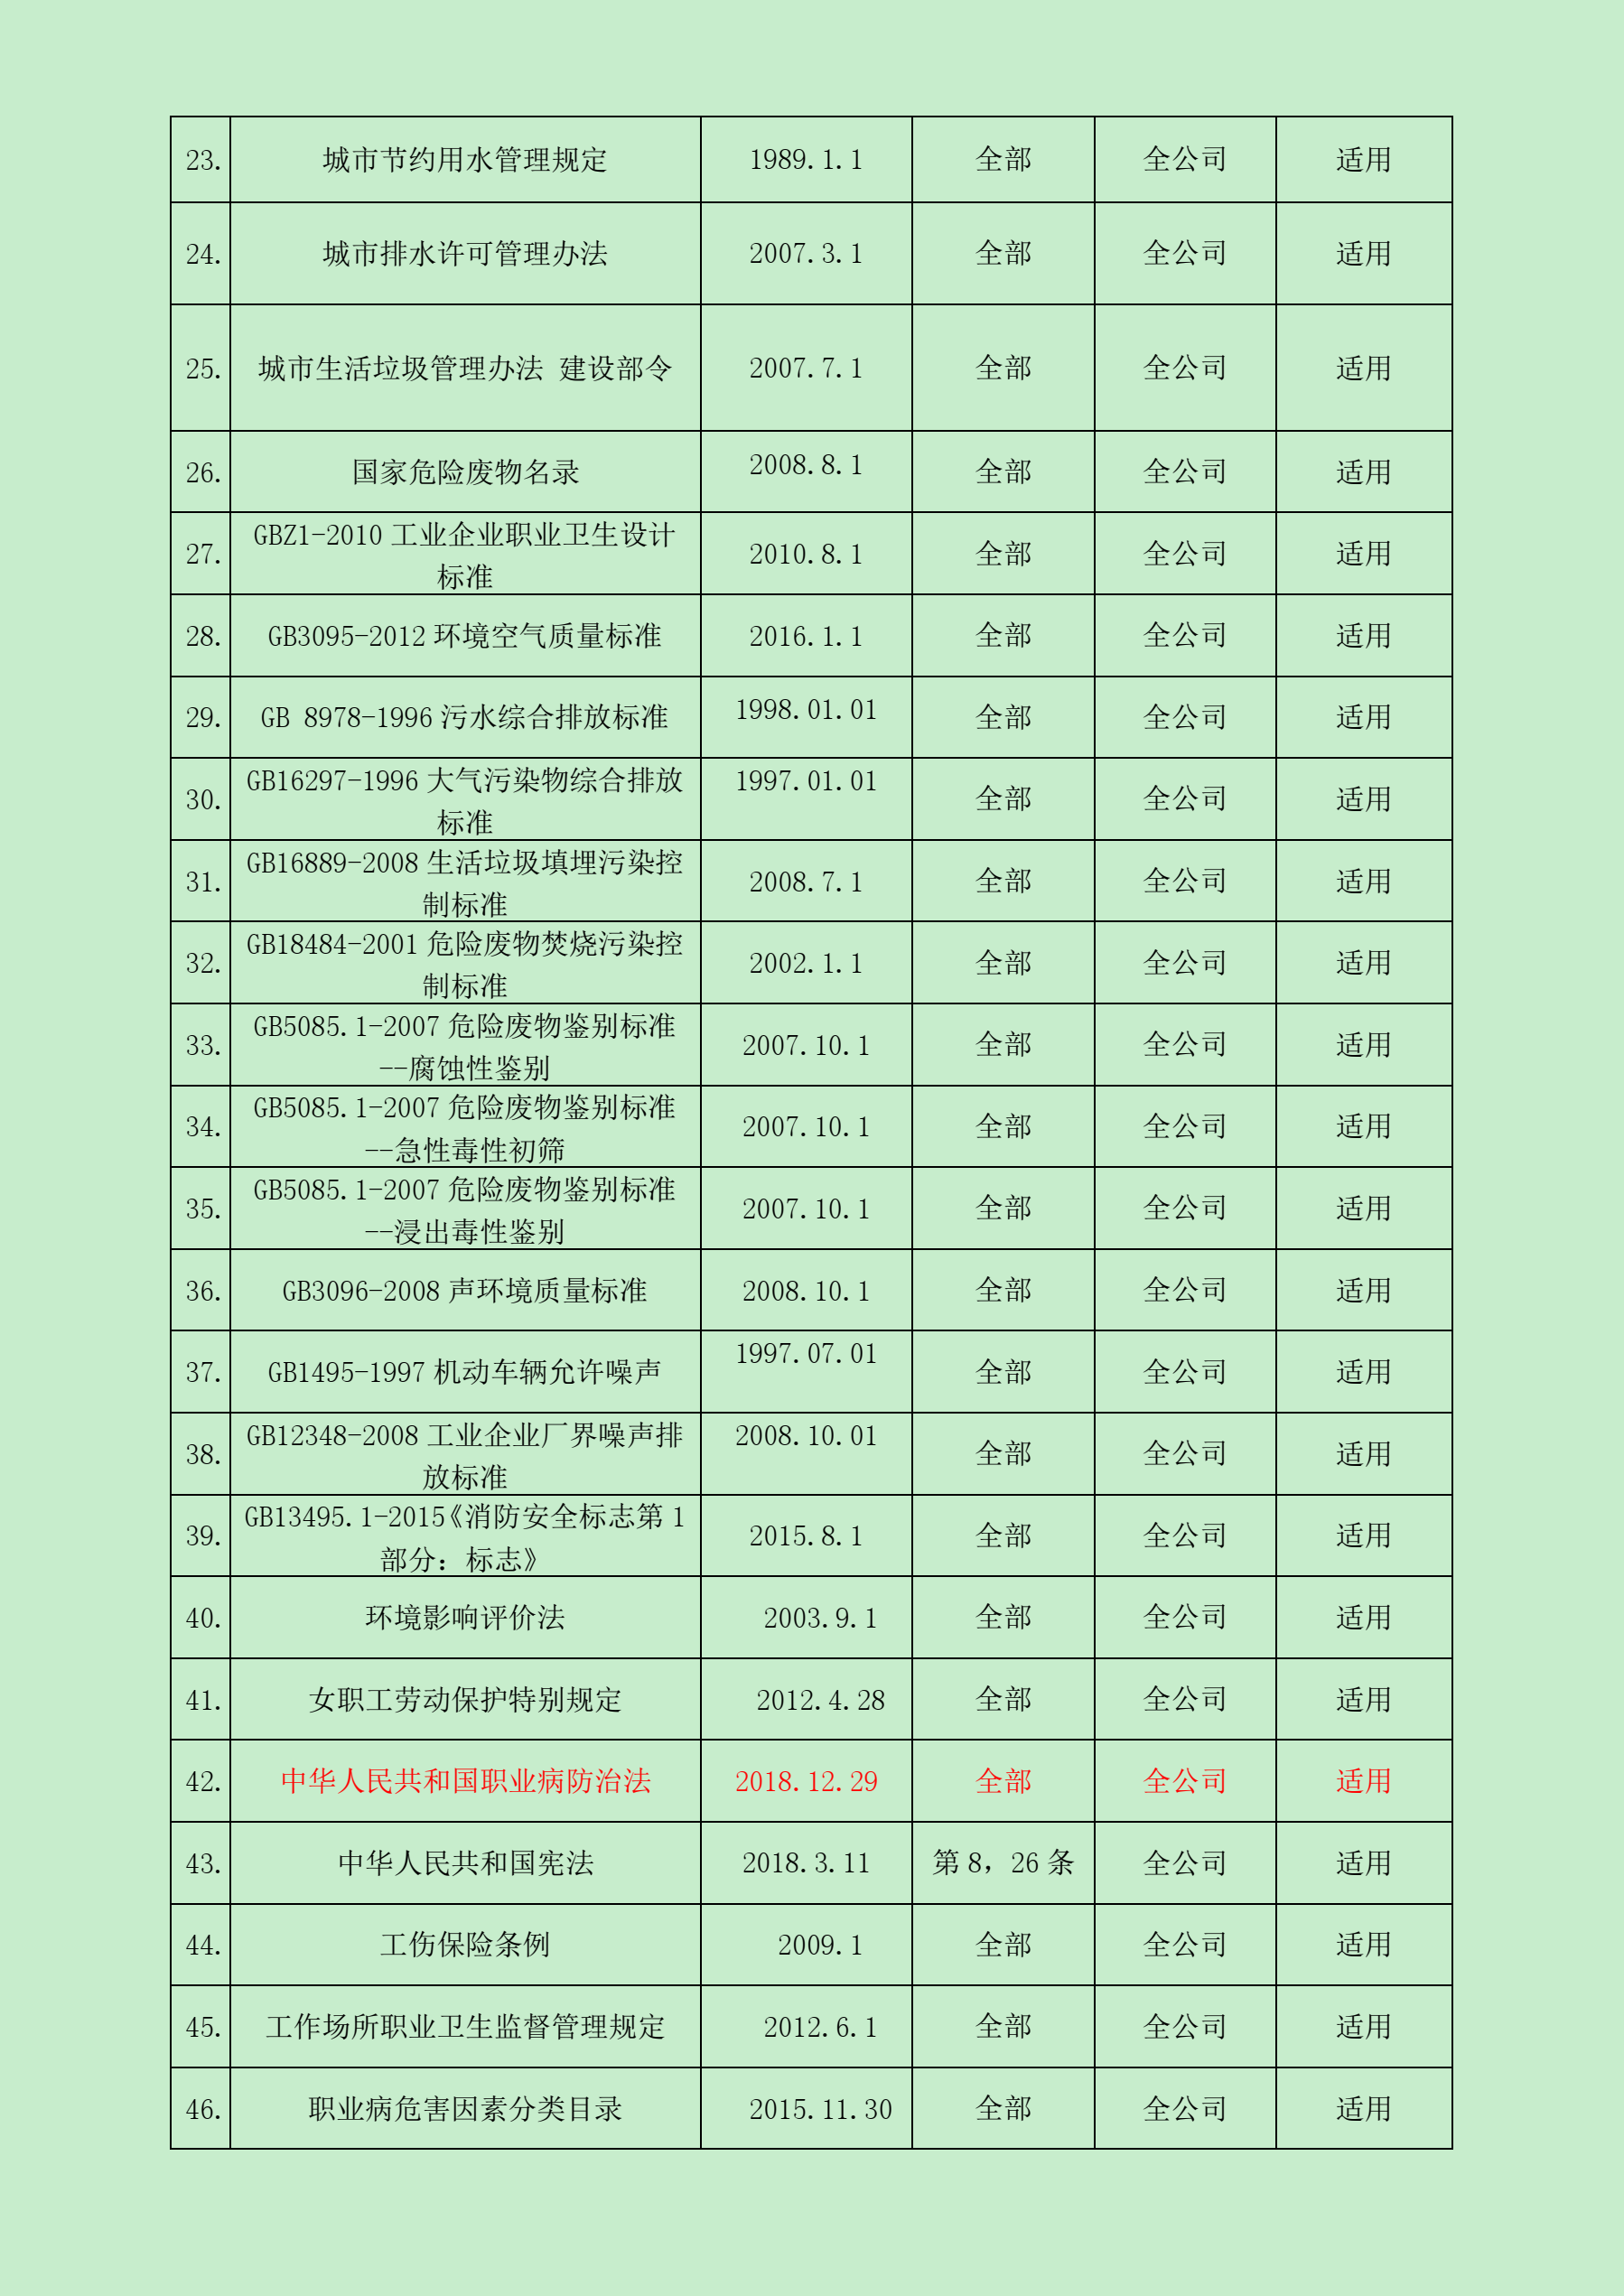 23. 城市节约用水管理规定 1989.1.1 全部 全公司 适用
24. 城市排水许可管理办法 2007.3.1 全部 全公司 适用
25. 城市生活垃圾管理办法 建设部令 2007.7.1 全部 全公司 适用
26. 国家危险废物名录 2008.8.1 全部 全公司 适用
27. GBZ1-2010 工业企业职业卫生设计
标准 2010.8.1 全部 全公司 适用
28. GB3095-2012 环境空气质量标准 2016.1.1 全部 全公司 适用
29. GB 8978-1996 污水综合排放标准 1998.01.01 全部 全公司 适用
30. GB16297-1996 大气污染物综合排放
标准 1997.01.01 全部 全公司 适用
31. GB16889-2008 生活垃圾填埋污染控
制标准 2008.7.1 全部 全公司 适用
32. GB18484-2001 危险废物焚烧污染控
制标准 2002.1.1 全部 全公司 适用
33. GB5085.1-2007 危险废物鉴别标准
--腐蚀性鉴别 2007.10.1 全部 全公司 适用
34. GB5085.1-2007 危险废物鉴别标准
--急性毒性初筛 2007.10.1 全部 全公司 适用
35. GB5085.1-2007 危险废物鉴别标准
--浸出毒性鉴别 2007.10.1 全部 全公司 适用
36. GB3096-2008 声环境质量标准 2008.10.1 全部 全公司 适用
37. GB1495-1997 机动车辆允许噪声 1997.07.01 全部 全公司 适用
38. GB12348-2008 工业企业厂界噪声排
放标准 2008.10.01 全部 全公司 适用
39. GB13495.1-2015《消防安全标志第 1
部分：标志》 2015.8.1 全部 全公司 适用
40. 环境影响评价法 2003.9.1 全部 全公司 适用
41. 女职工劳动保护特别规定 2012.4.28 全部 全公司 适用
42. 中华人民共和国职业病防治法 2018.12.29 全部 全公司 适用
43. 中华人民共和国宪法 2018.3.11 第 8，26 条 全公司 适用
44. 工伤保险条例 2009.1 全部 全公司 适用
45. 工作场所职业卫生监督管理规定 2012.6.1 全部 全公司 适用
46. 职业病危害因素分类目录 2015.11.30 全部 全公司 适用